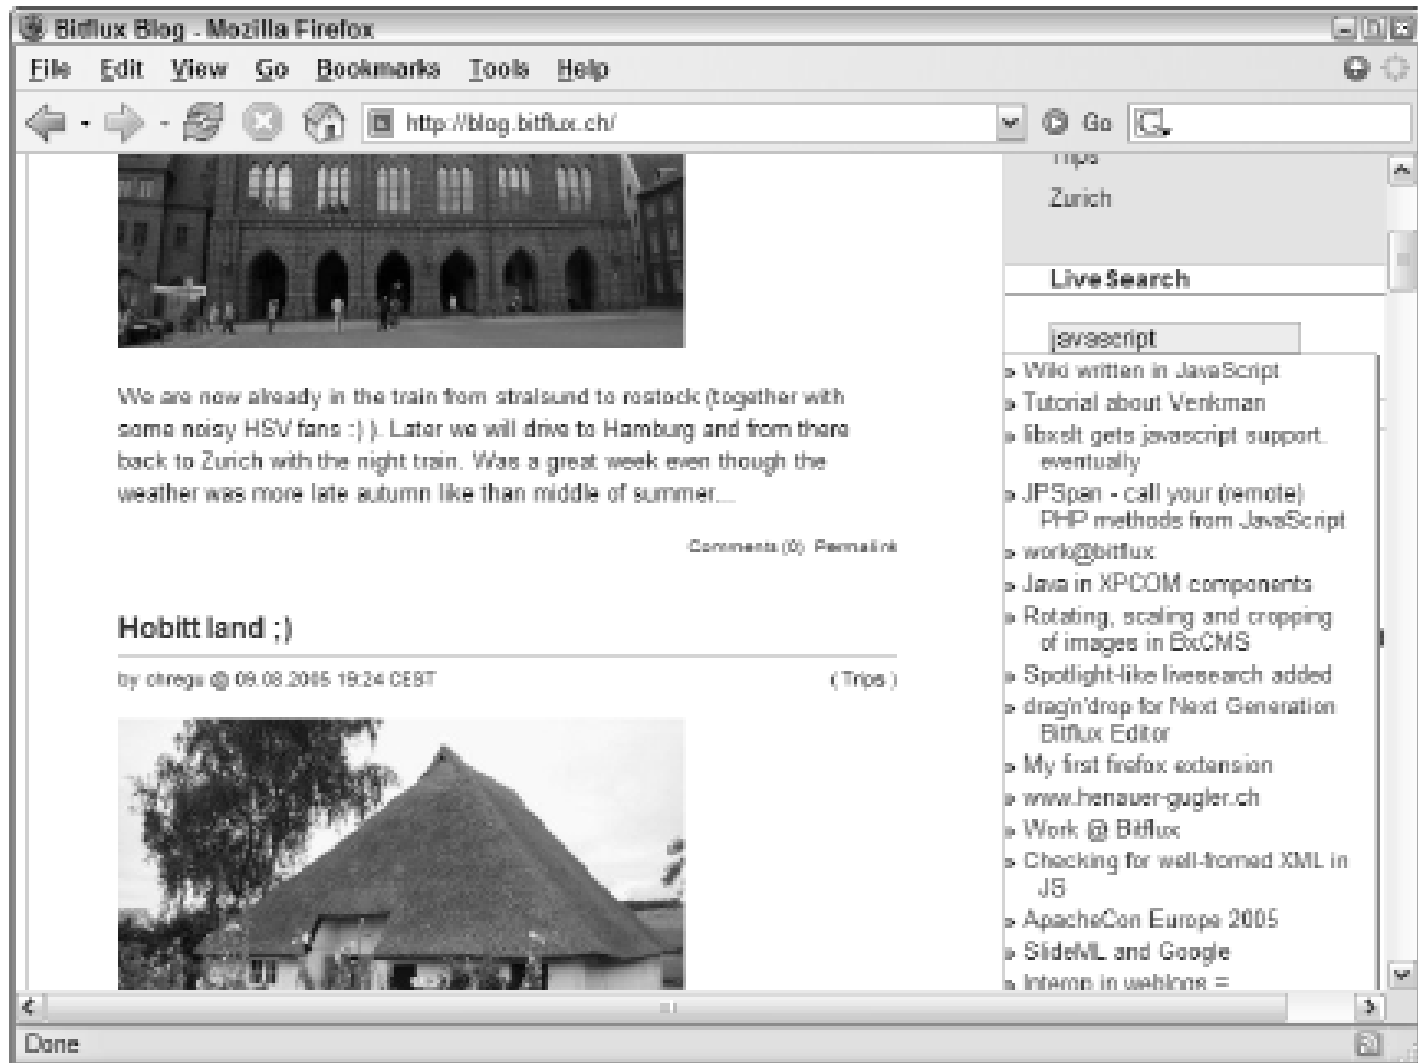 Bitflux Blog - Mozilla Firefox
File Edit View Go Bookmarks Tools Help
http://blog.bitflux.ch/
Go
Trips
Zurich
LiveSearch
javascript
» Wiki written in JavaScript
» Tutorial about Venkman
» libxslt gets javascript support.
eventually
» JPSpan - call your (remote)
PHP methods from JavaScript
» work@bitflux
» Java in XPCOM components
» Rotating, scaling and cropping
of images in BxCMS
» Spotlight-like livesearch added
» drag'n'drop for Next Generation
Bitflux Editor
» My first firefox extension
» www.henauer-gugler.ch
» Work @ Bitflux
» Checking for well-fromed XML in
JS
» ApacheCon Europe 2005
» SlideML and Google
» Interop in weblogs =
We are now already in the train from stralsund to rostock (together with
some noisy HSV fans :) ). Later we will drive to Hamburg and from there
back to Zurich with the night train. Was a great week even though the
weather was more late autumn like than middle of summer...
Comments (0) Permalink
Hobitt land ;)
by chregu @ 09.08.2005 19:24 CEST
( Trips )
Done